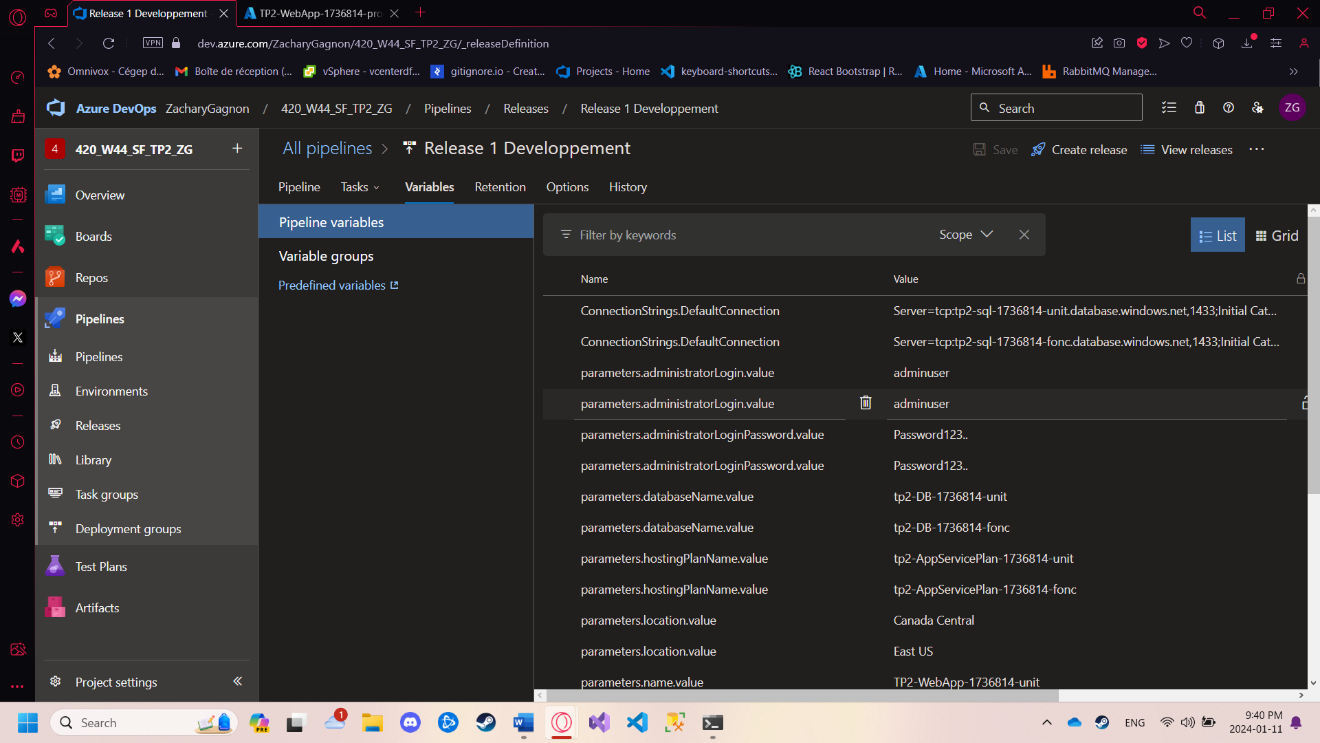 Release 1 Developpement
TP2-WebApp-1736814-pro
VPN
dev.azure.com/ZacharyGagnon/420_W44_SF_TP2_ZG/_releaseDefinition
Omnivox - Cégep d...
Boîte de réception (...
vSphere - vcenterdf...
gitignore.io - Creat...
Projects - Home
keyboard-shortcuts...
React Bootstrap | R...
Home - Microsoft A...
RabbitMQ Manage...
Azure DevOps ZacharyGagnon / 420_W44_SF_TP2_ZG / Pipelines / Releases / Release 1 Developpement
Search
ZG
4 420_W44_SF_TP2_ZG
Overview
Boards
Repos
Pipelines
Pipelines
Environments
Releases
Library
Task groups
Deployment groups
Test Plans
Artifacts
Project settings
All pipelines > Release 1 Developpement
Save
Create release
View releases
Pipeline Tasks Variables Retention Options History
Pipeline variables
Variable groups
Predefined variables
Filter by keywords
Scope
List
Grid
Name Value
ConnectionStrings.DefaultConnection Server=tcp:tp2-sql-1736814-unit.database.windows.net,1433;Initial Cat...
ConnectionStrings.DefaultConnection Server=tcp:tp2-sql-1736814-fonc.database.windows.net,1433;Initial Cat...
parameters.administratorLogin.value adminuser
parameters.administratorLogin.value adminuser
parameters.administratorLoginPassword.value Password123..
parameters.administratorLoginPassword.value Password123..
parameters.databaseName.value tp2-DB-1736814-unit
parameters.databaseName.value tp2-DB-1736814-fonc
parameters.hostingPlanName.value tp2-AppServicePlan-1736814-unit
parameters.hostingPlanName.value tp2-AppServicePlan-1736814-fonc
parameters.location.value Canada Central
parameters.location.value East US
parameters.name.value TP2-WebApp-1736814-unit
Search
PRE
1
ENG
9:40 PM
2024-01-11